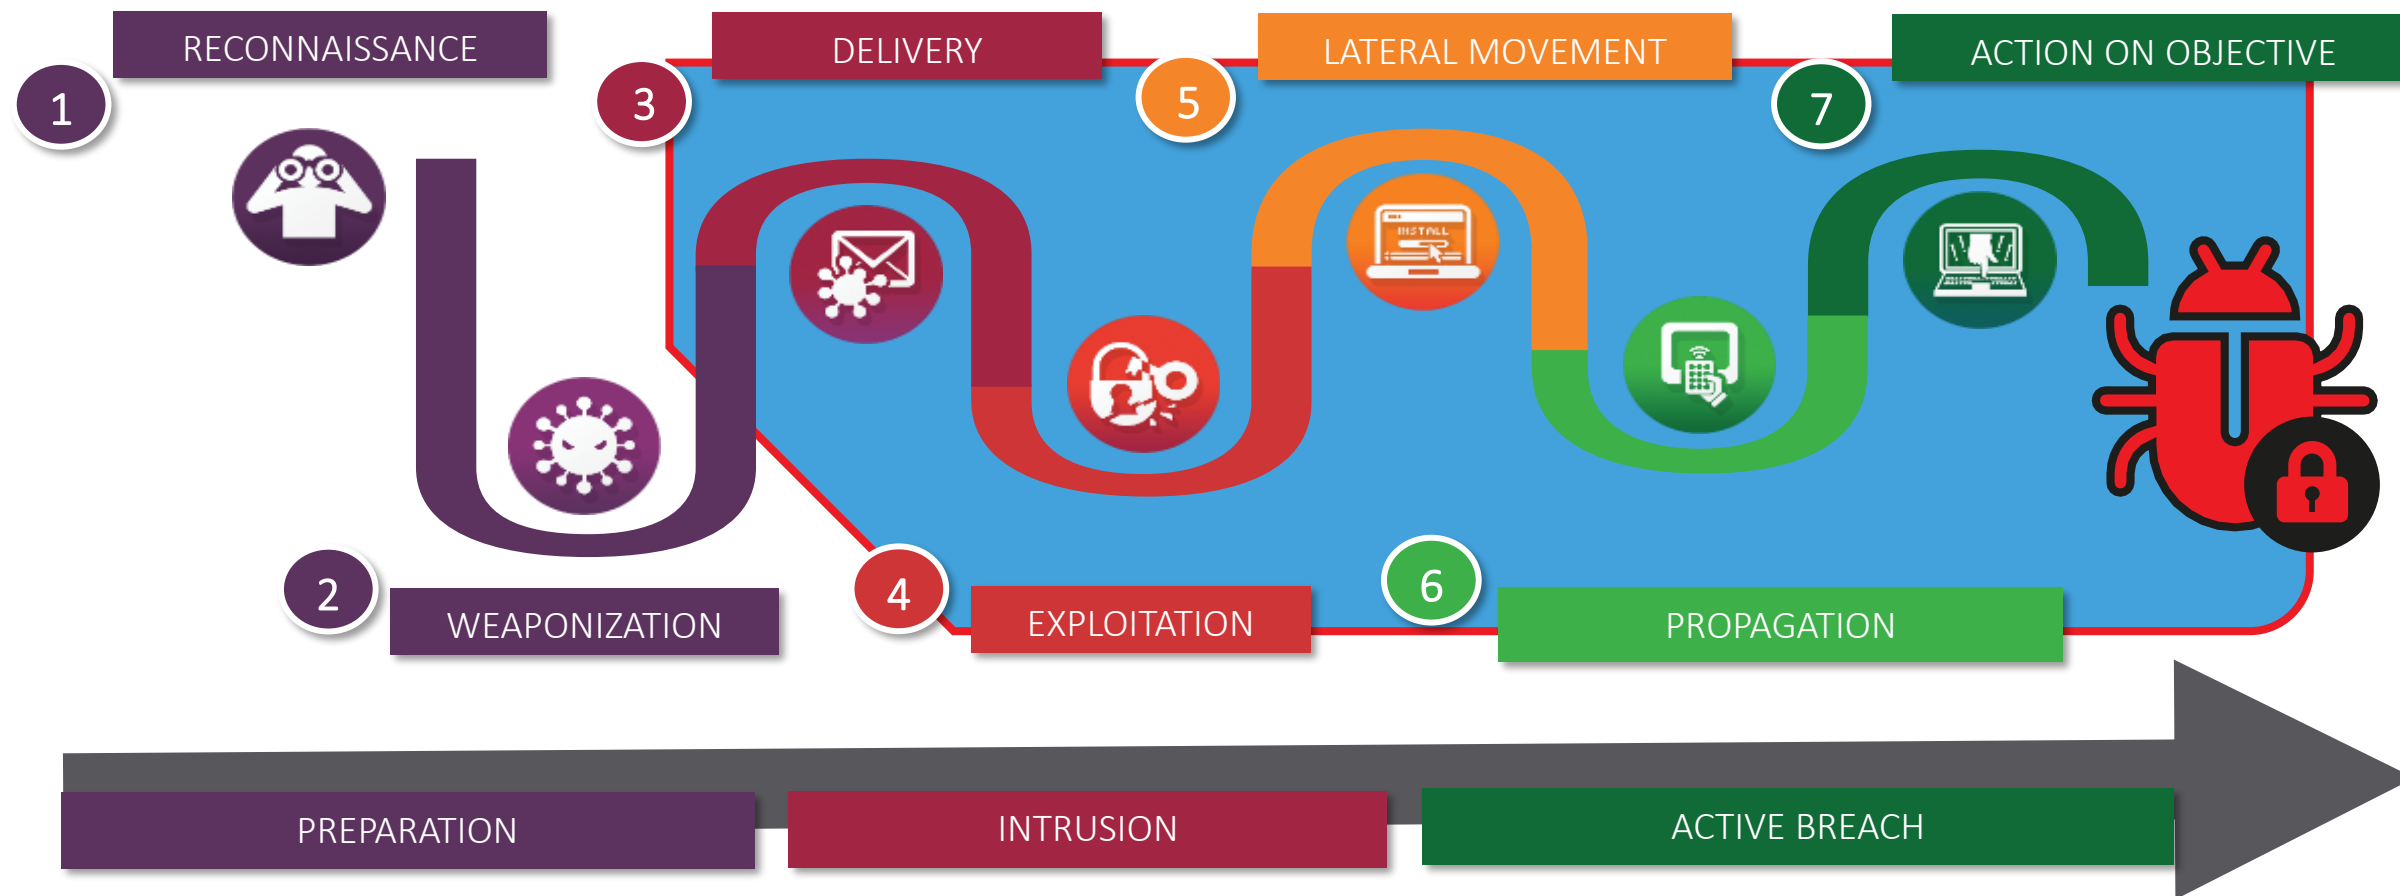 RECONNAISSANCE
1
DELIVERY
3
LATERAL MOVEMENT
5
ACTION ON OBJECTIVE
7
INSTALL
2
WEAPONIZATION
4
EXPLOITATION
6
PROPAGATION
PREPARATION
INTRUSION
ACTIVE BREACH